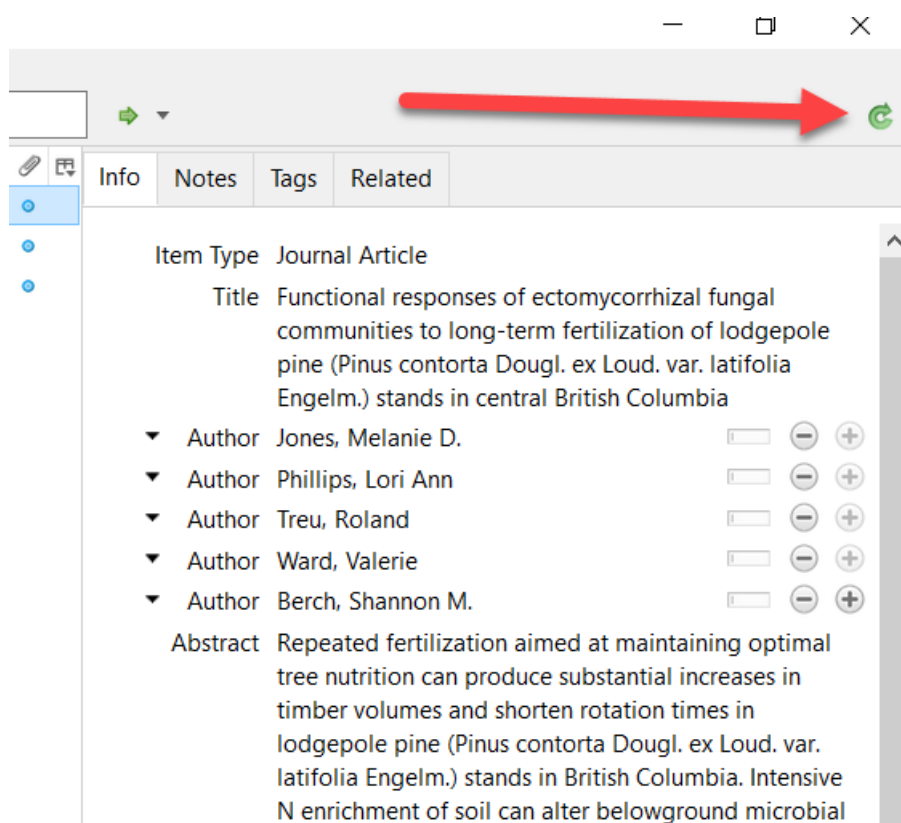 Info Notes Tags Related
Item Type Journal Article
Title Functional responses of ectomycorrhizal fungal
communities to long-term fertilization of lodgepole
pine (Pinus contorta Dougl. ex Loud. var. latifolia
Engelm.) stands in central British Columbia
Author Jones, Melanie D.
Author Phillips, Lori Ann
Author Treu, Roland
Author Ward, Valerie
Author Berch, Shannon M.
Abstract Repeated fertilization aimed at maintaining optimal
tree nutrition can produce substantial increases in
timber volumes and shorten rotation times in
lodgepole pine (Pinus contorta Dougl. ex Loud. var.
latifolia Engelm.) stands in British Columbia. Intensive
N enrichment of soil can alter belowground microbial